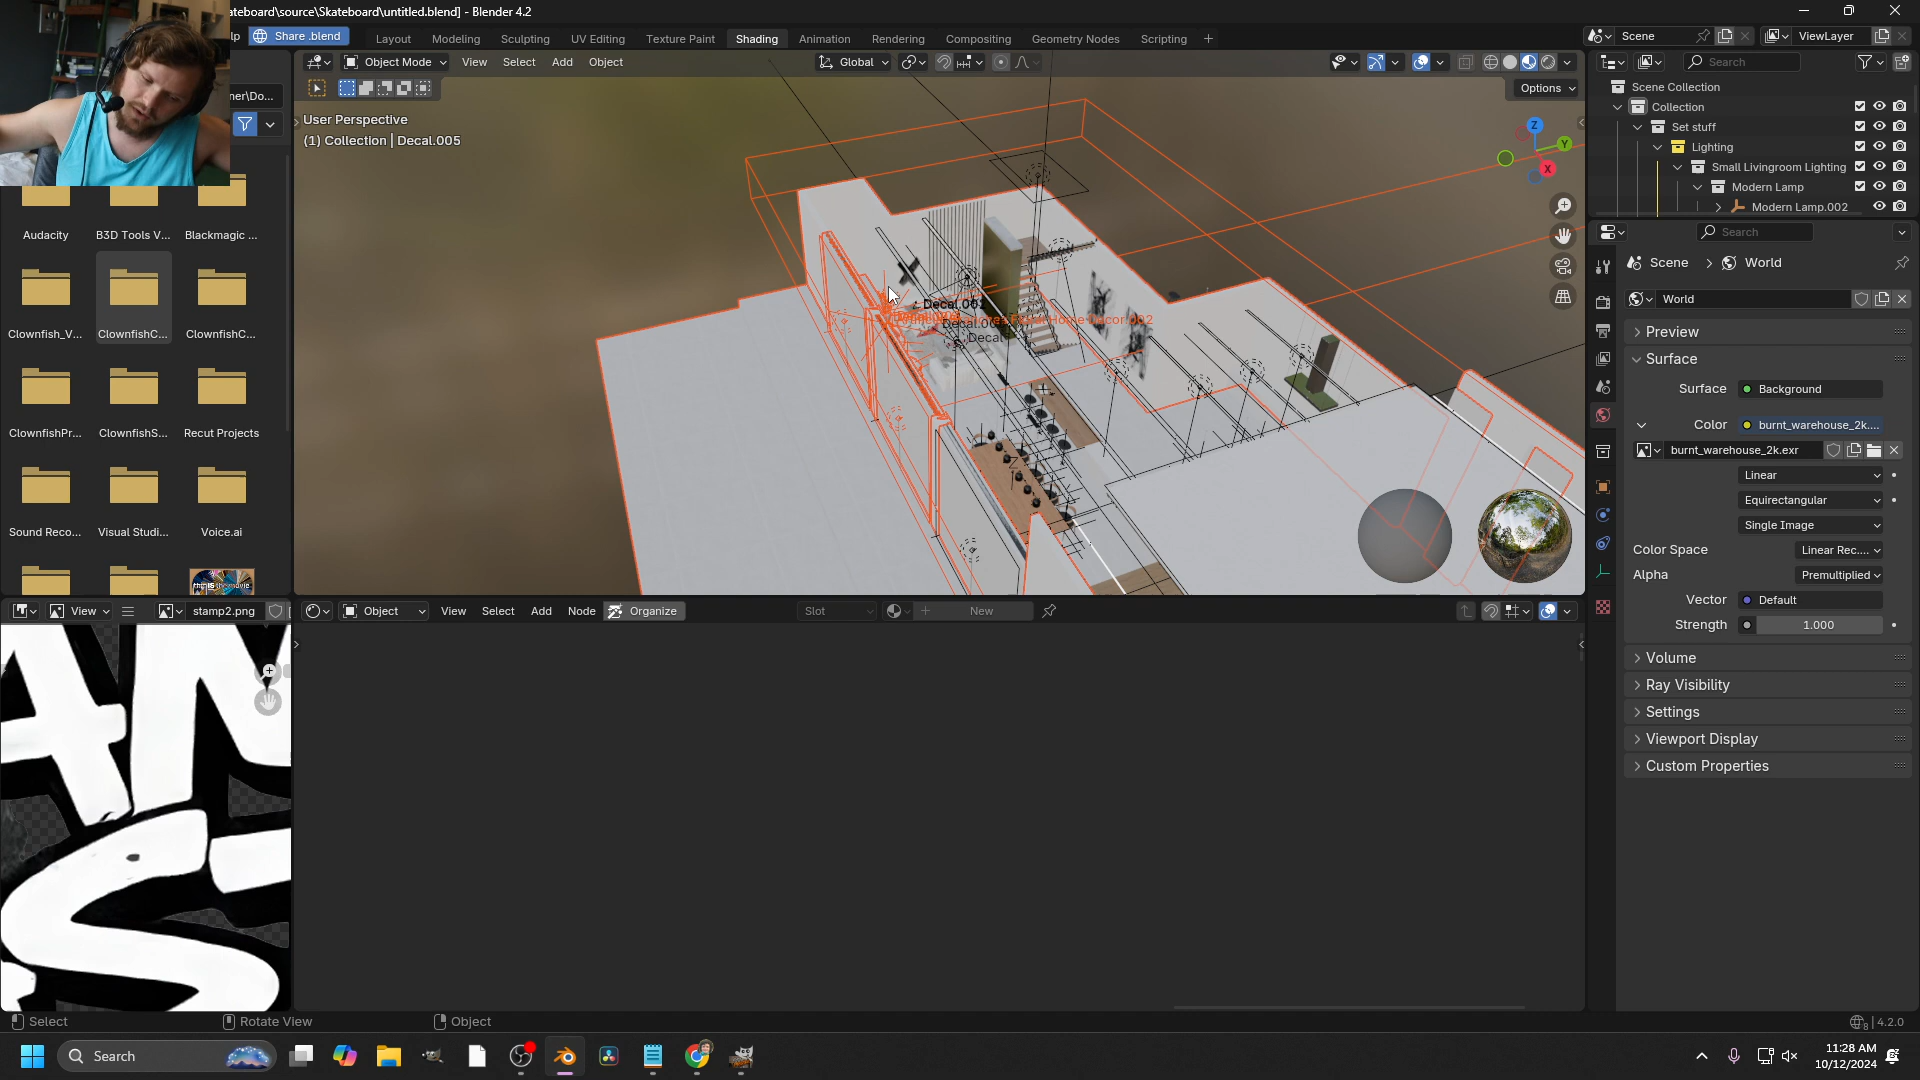 ateboard\source\Skateboard\untitled.blend] - Blender 4.2
lp
Share .blend
Layout
Modeling
Sculpting
UV Editing
Texture Paint
Shading
Animation
Rendering
Compositing
Geometry Nodes
Scripting
Scene
ViewLayer
Object Mode
View
Select
Add
Object
Global
Search
ner\Do...
Options
User Perspective
(1) Collection | Decal.005
Scene Collection
Collection
Set stuff
Lighting
Small Livingroom Lighting
Modern Lamp
Modern Lamp.002
Z
Y
X
Audacity
B3D Tools V...
Blackmagic ...
Clownfish_V...
ClownfishC...
ClownfishC...
ClownfishPr...
ClownfishS...
Recut Projects
Sound Reco...
Visual Studi...
Voice.ai
Search
Scene
World
World
Preview
Surface
Surface
Background
Color
burnt_warehouse_2k....
burnt_warehouse_2k.exr
Linear
Equirectangular
Single Image
Color Space
Linear Rec....
Alpha
Premultiplied
Vector
Default
Strength
1.000
Volume
Ray Visibility
Settings
Viewport Display
Custom Properties
View
stamp2.png
Object
View
Select
Add
Node
Organize
Slot
New
Select
Rotate View
Object
4.2.0
Search
11:28 AM
10/12/2024